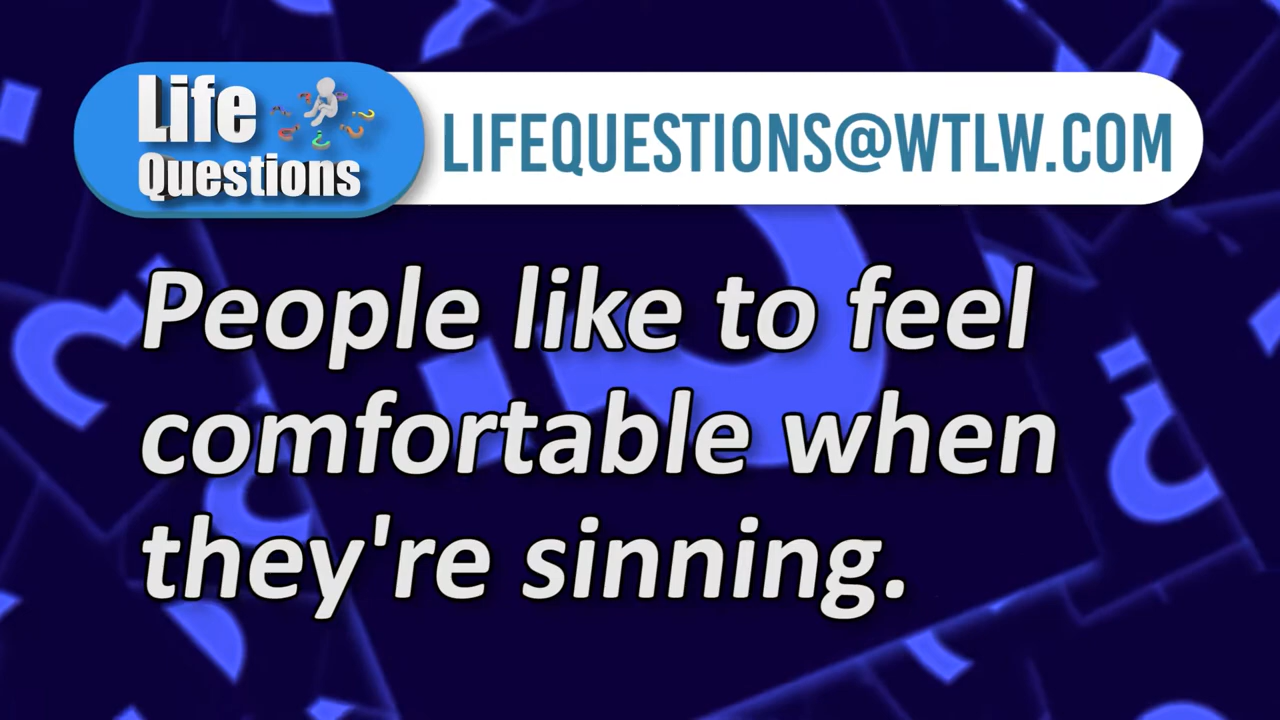 Life
Questions
LIFEQUESTIONS@WTLW.COM
People like to feel
comfortable when
they're sinning.